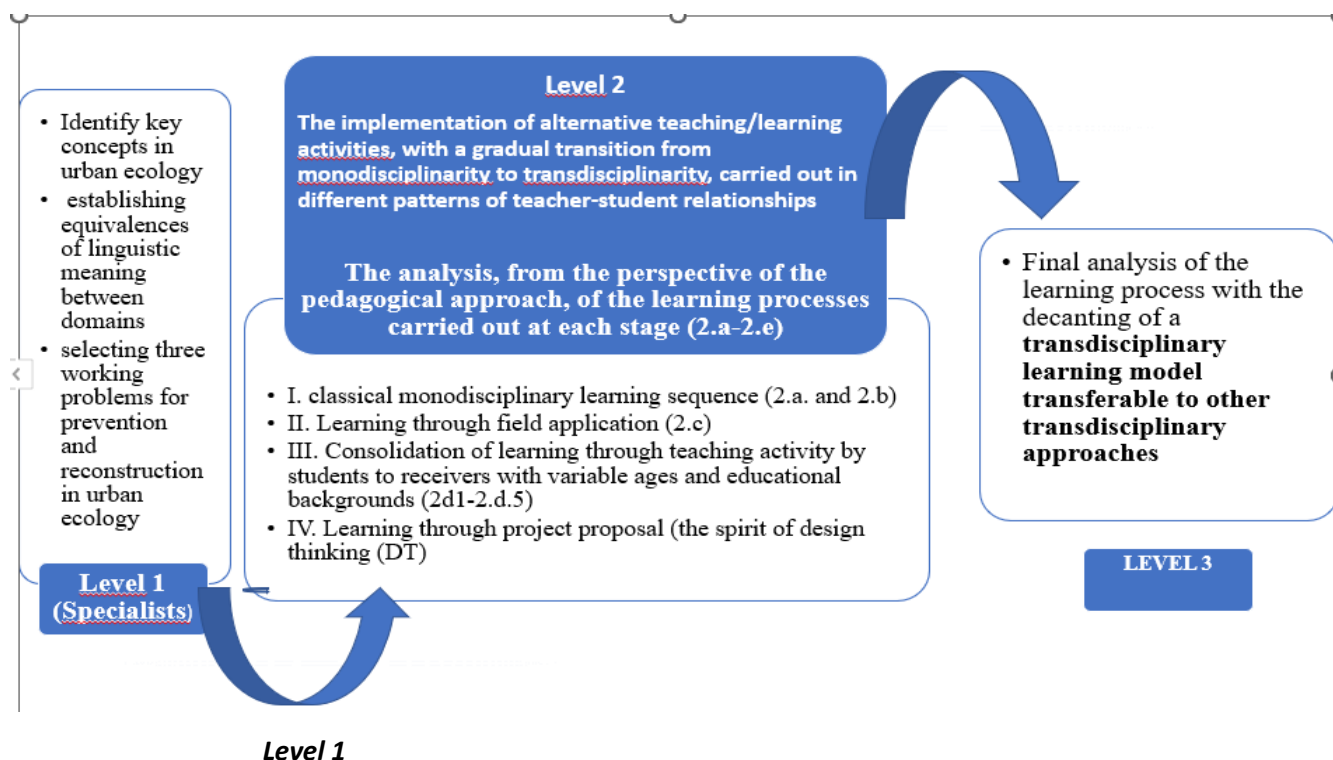 • Identify key
concepts in
urban ecology
• establishing
equivalences
of linguistic
meaning
between
domains
• selecting three
working
problems for
prevention
and
reconstruction
in urban
ecology
Level 1
(Specialists)
Level 2
The implementation of alternative teaching/learning
activities, with a gradual transition from
monodisciplinarity to transdisciplinarity, carried out in
different patterns of teacher-student relationships
The analysis, from the perspective of the
pedagogical approach, of the learning processes
carried out at each stage (2.a-2.e)
• I. classical monodisciplinary learning sequence (2.a. and 2.b)
• II. Learning through field application (2.c)
• III. Consolidation of learning through teaching activity by
students to receivers with variable ages and educational
backgrounds (2d1-2.d.5)
• IV. Learning through project proposal (the spirit of design
thinking (DT)
• Final analysis of the
learning process with the
decanting of a
transdisciplinary
learning model
transferable to other
transdisciplinary
approaches
LEVEL 3
Level 1